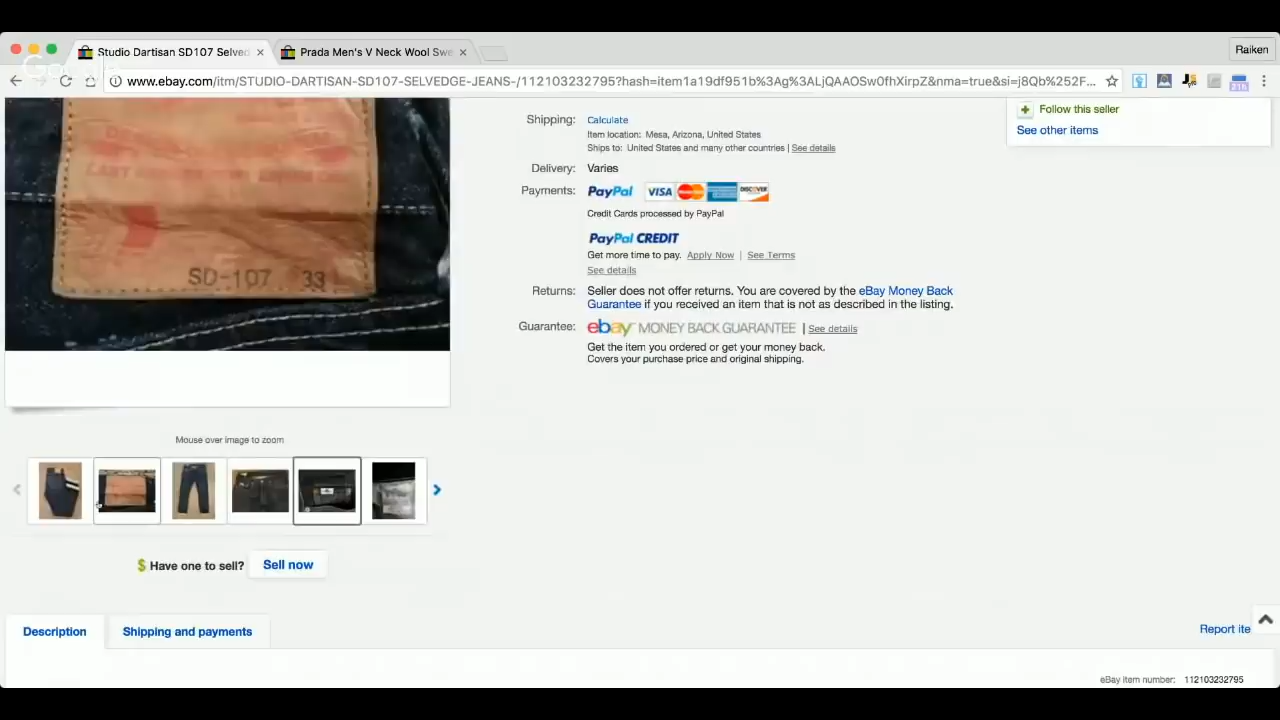 Studio Dartisan SD107 Selved
Prada Men's V Neck Wool Swe
Raiken
www.ebay.com/itm/STUDIO-DARTISAN-SD107-SELVEDGE-JEANS-/112103232795?hash=item1a19df951b%3Ag%3ALjQAAOSw0fhXirpZ&nma=true&si=j8Qb%252F...
Google
21h
Shipping: Calculate
Item location: Mesa, Arizona, United States
Ships to: United States and many other countries | See details
Delivery: Varies
Payments: PayPal VISA MasterCard DISCOVER
Credit Cards processed by PayPal
PayPal CREDIT
Get more time to pay. Apply Now | See Terms
See details
Returns: Seller does not offer returns. You are covered by the eBay Money Back
Guarantee if you received an item that is not as described in the listing.
Guarantee: ebay MONEY BACK GUARANTEE | See details
Get the item you ordered or get your money back.
Covers your purchase price and original shipping.
Follow this seller
See other items
SD-107 33
Mouse over image to zoom
$ Have one to sell? Sell now
Description
Shipping and payments
Report ite
eBay item number: 112103232795